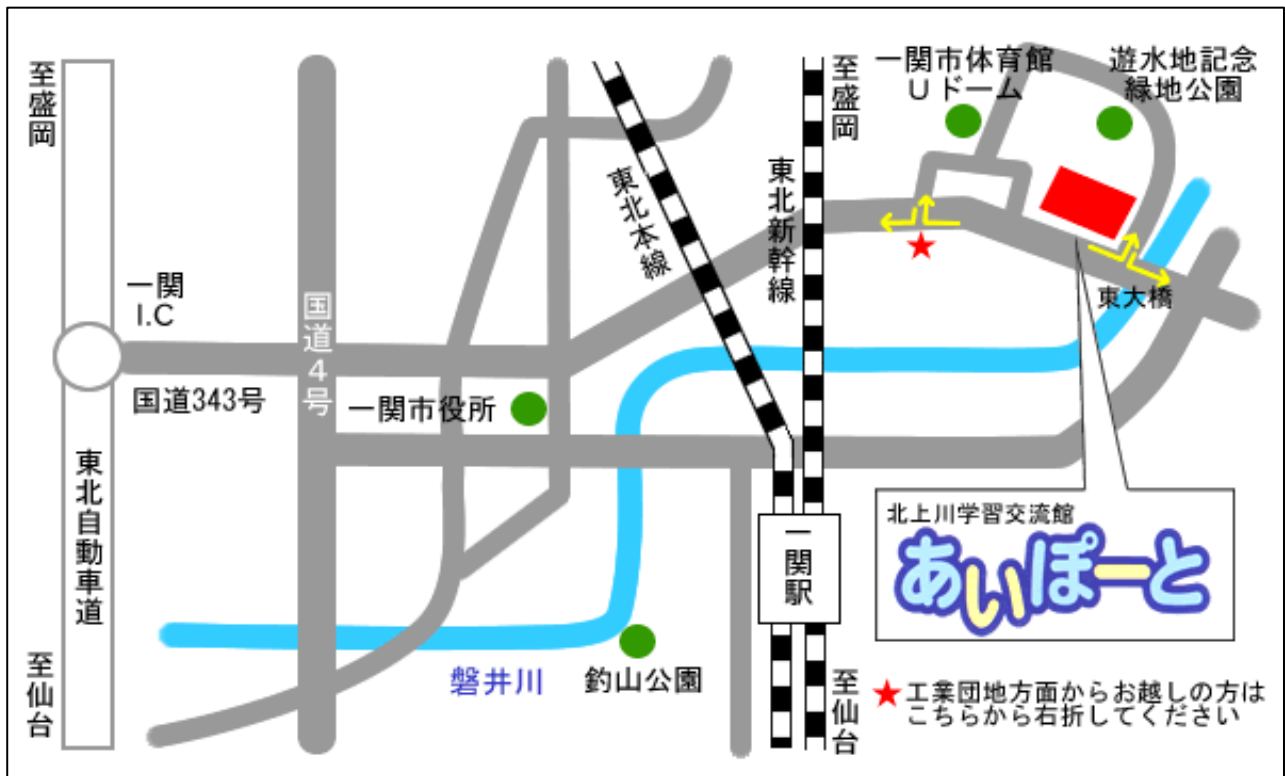 至盛岡
一関市体育館
Uドーム
遊水地記念
緑地公園
至盛岡
東北本線
東北新幹線
一関
I.C
国道4号
東大橋
国道343号
一関市役所
東北自動車道
北上川学習交流館
あいぽーと
一関駅
至仙台
磐井川
釣山公園
至仙台
★工業団地方面からお越しの方は
こちらから右折してください